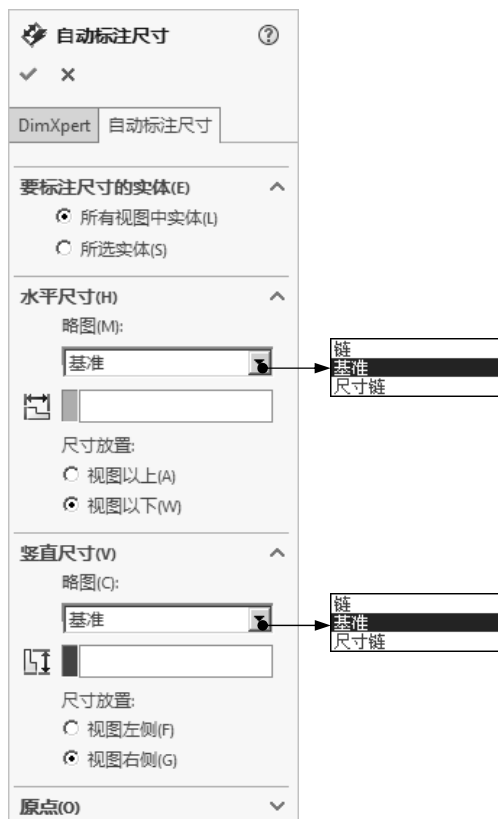 自动标注尺寸
DimXpert 自动标注尺寸
要标注尺寸的实体(E)
所有视图中实体(L)
所选实体(S)
水平尺寸(H)
略图(M):
基准
链
基准
尺寸链
尺寸放置:
视图以上(A)
视图以下(W)
竖直尺寸(V)
略图(C):
基准
链
基准
尺寸链
尺寸放置:
视图左侧(F)
视图右侧(G)
原点(O)